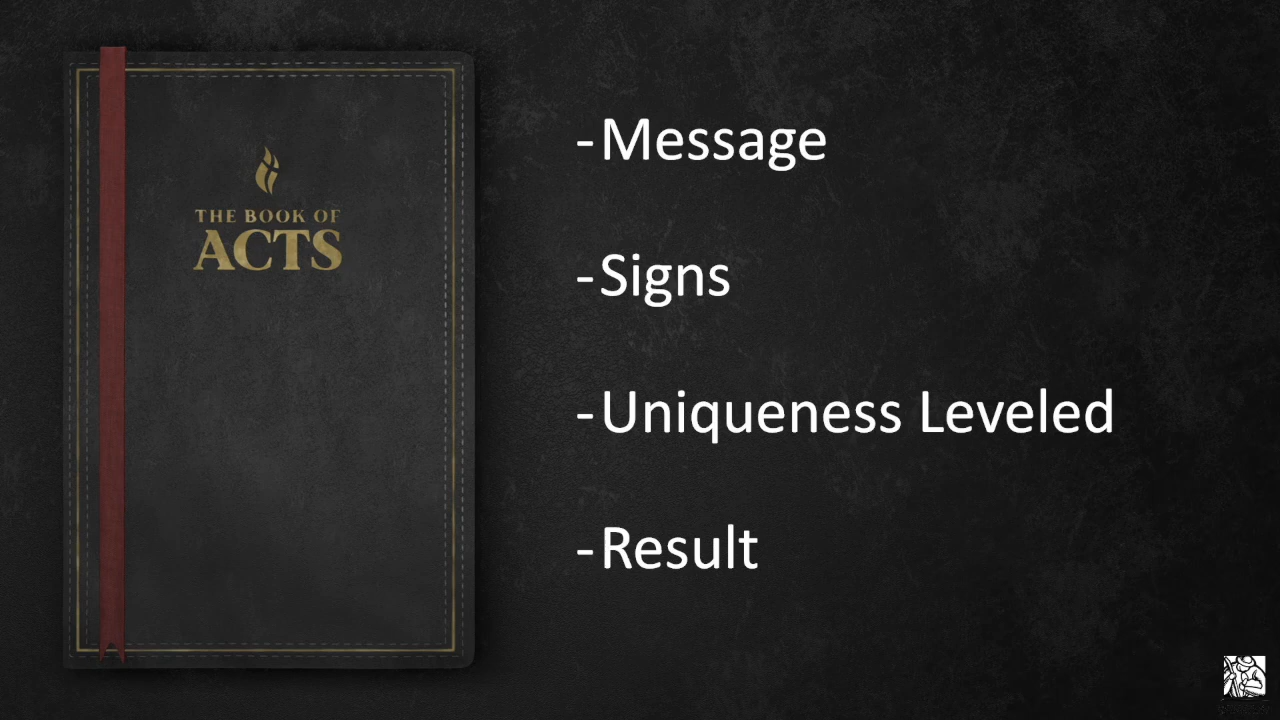 THE BOOK OF
ACTS
-Message
-Signs
-Uniqueness Leveled
-Result